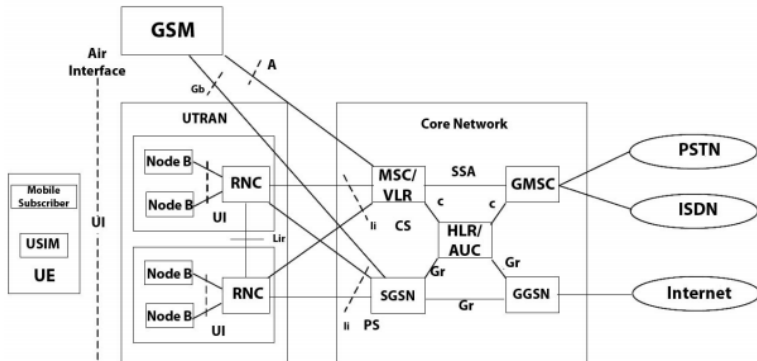 GSM
Air
Interface
A
Gb
UTRAN
Core Network
Node B
Node B
RNC
UI
MSC/
VLR
SSA
GMSC
PSTN
ISDN
Mobile
Subscriber
USIM
UE
UI
Ii
CS
c
c
HLR/
AUC
Lir
Node B
Node B
RNC
UI
Ii
PS
SGSN
Gr
Gr
Gr
GGSN
Internet